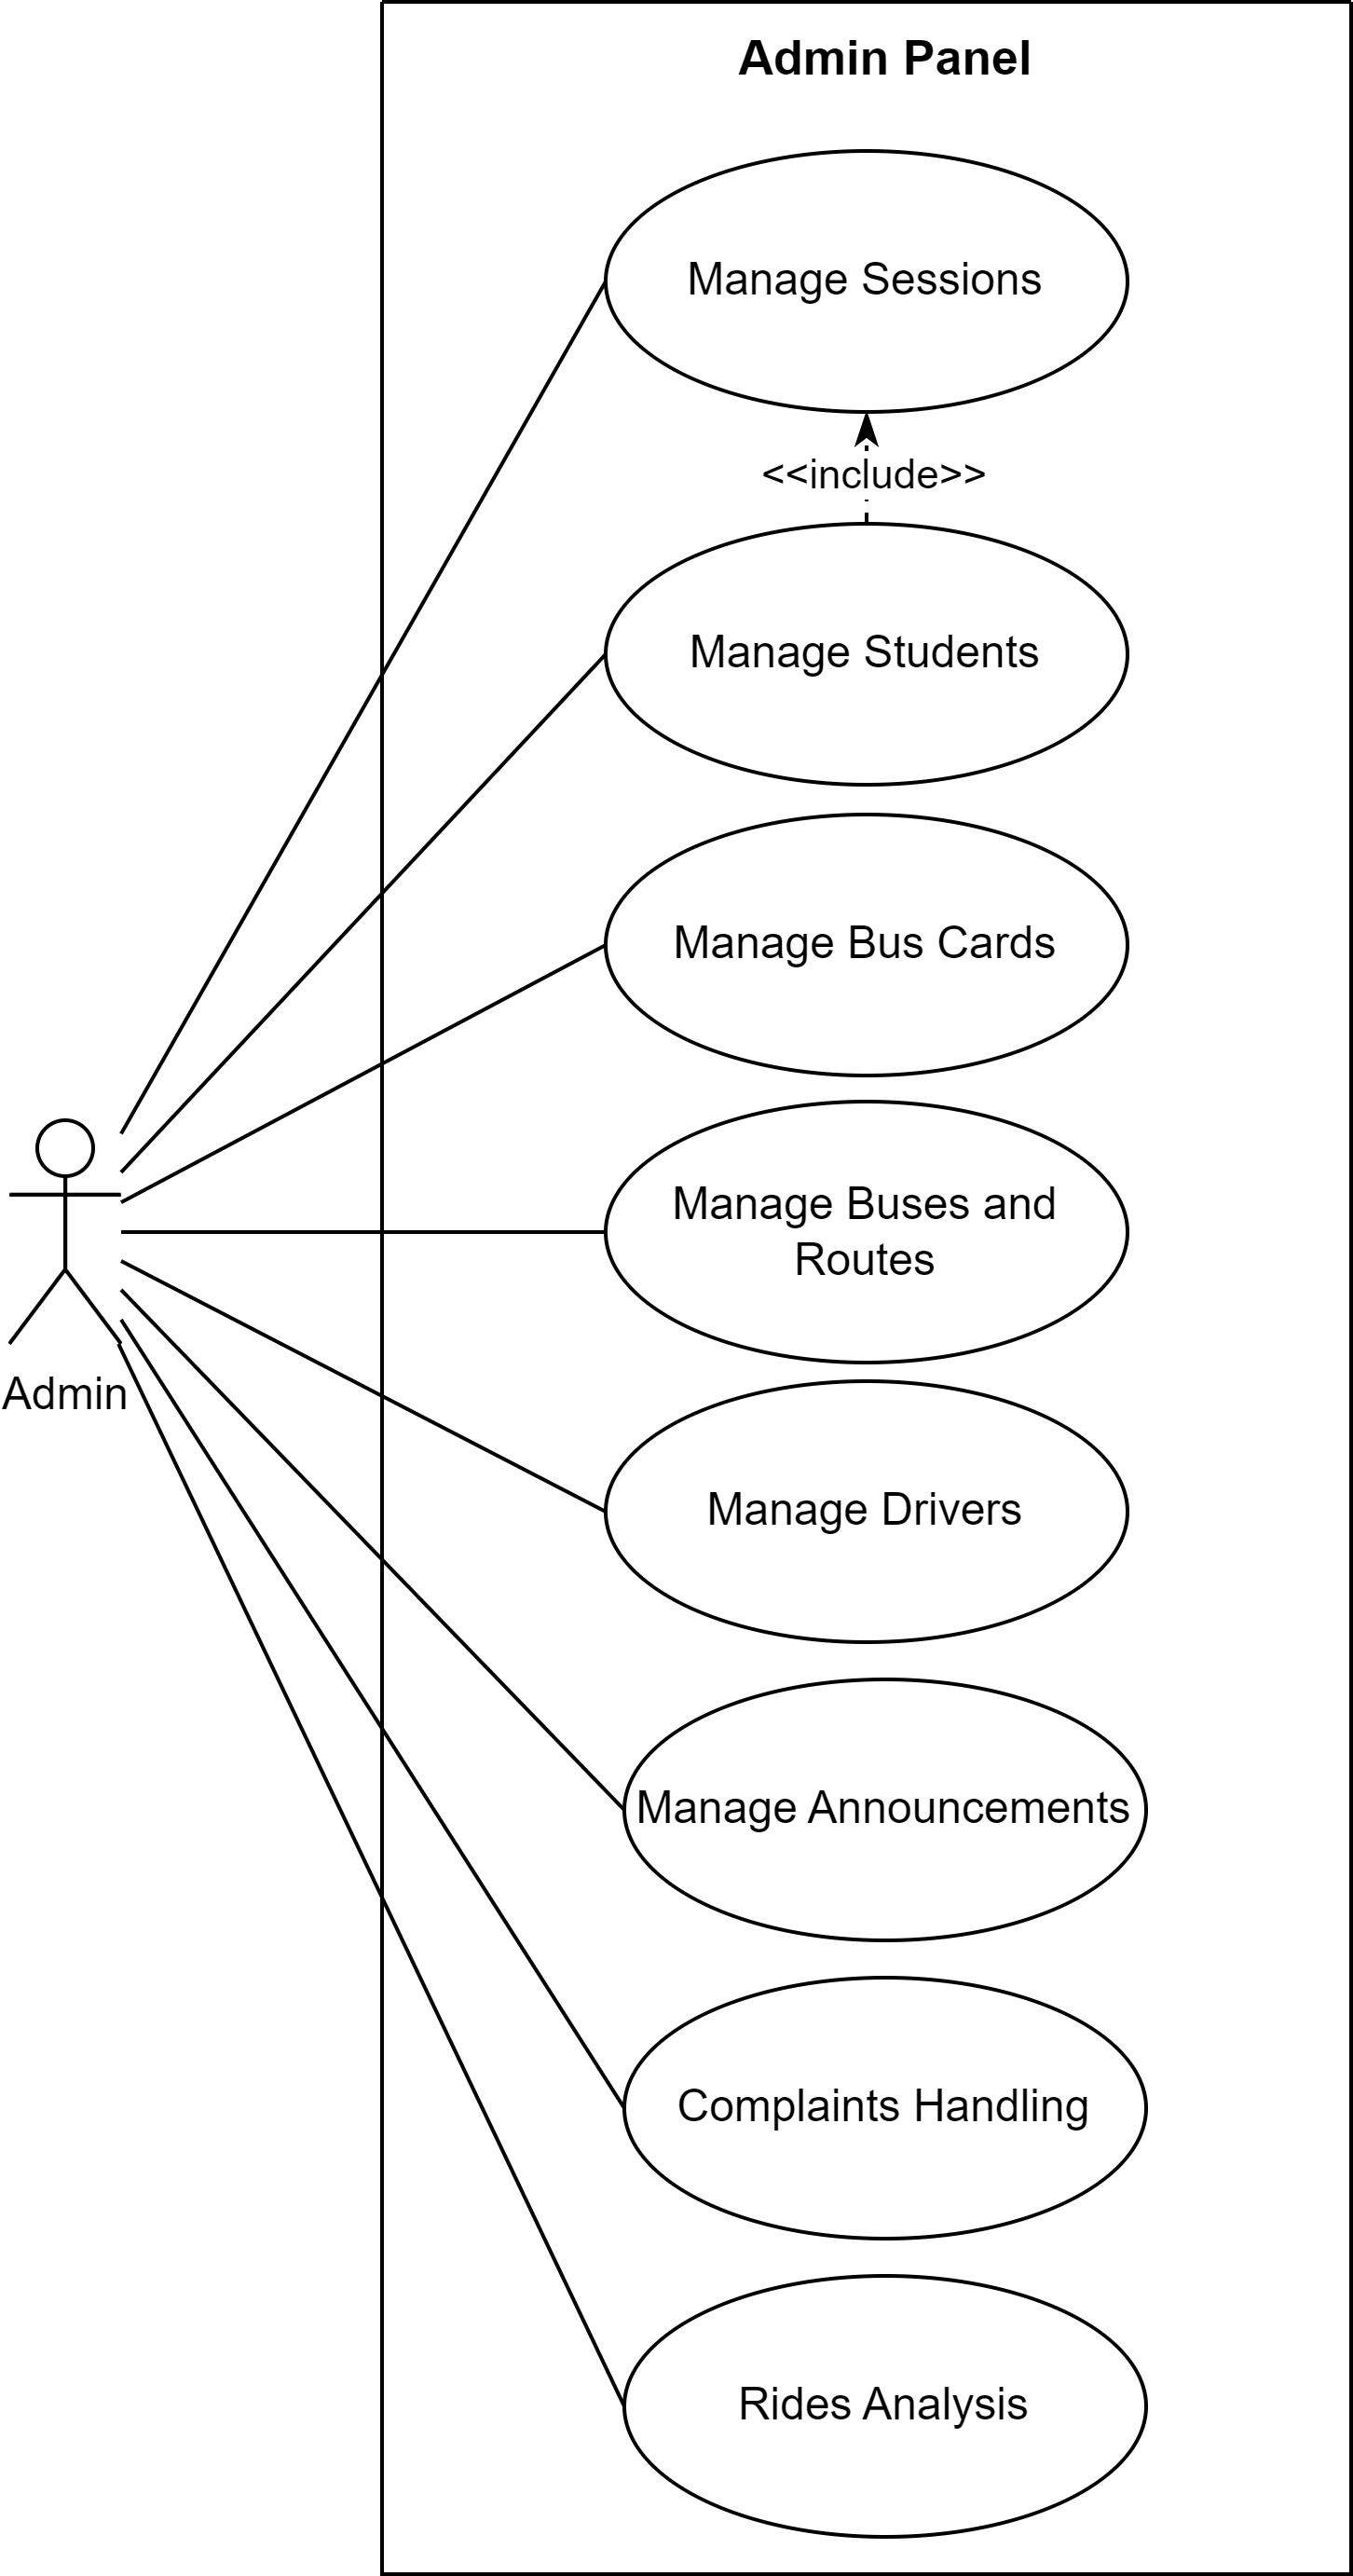 Admin Panel
Manage Sessions
<<include>>
Manage Students
Manage Bus Cards
Manage Buses and
Routes
Admin
Manage Drivers
Manage Announcements
Complaints Handling
Rides Analysis